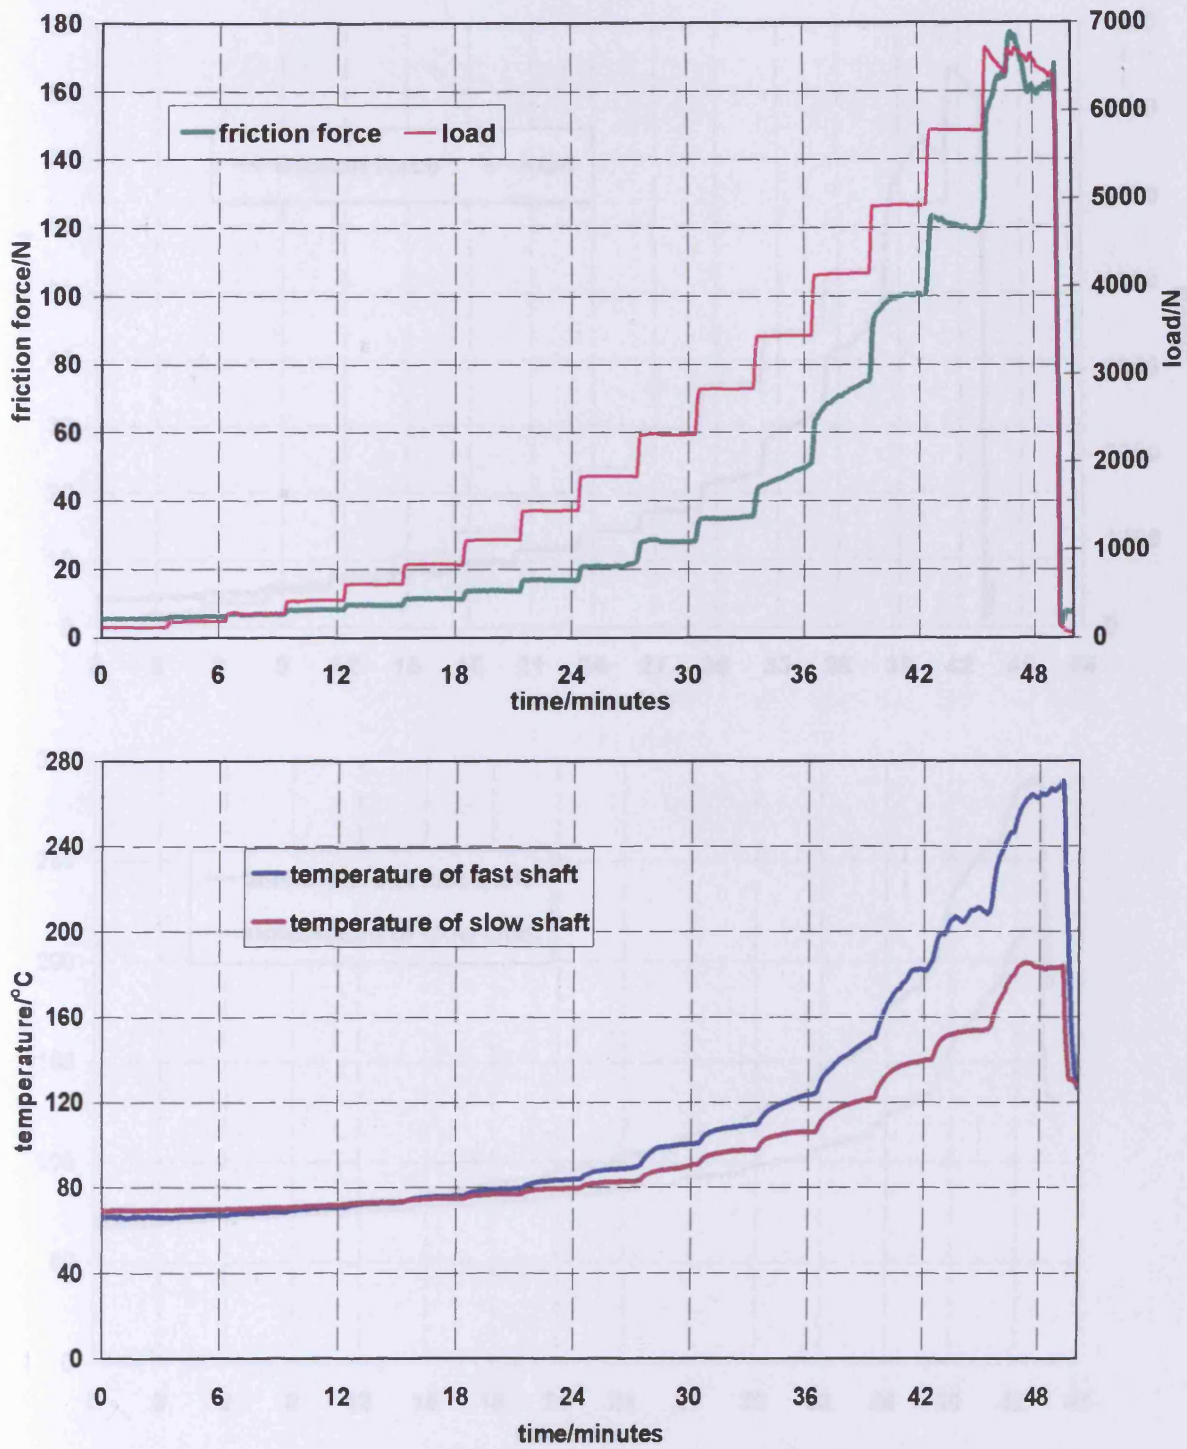 180
160
140
120
100
80
60
40
20
0
friction force/N
friction force
load
7000
6000
5000
4000
3000
2000
1000
0
load/N
0 6 12 18 24 30 36 42 48
time/minutes
280
240
200
160
120
80
40
0
temperature/°C
temperature of fast shaft
temperature of slow shaft
0 6 12 18 24 30 36 42 48
time/minutes